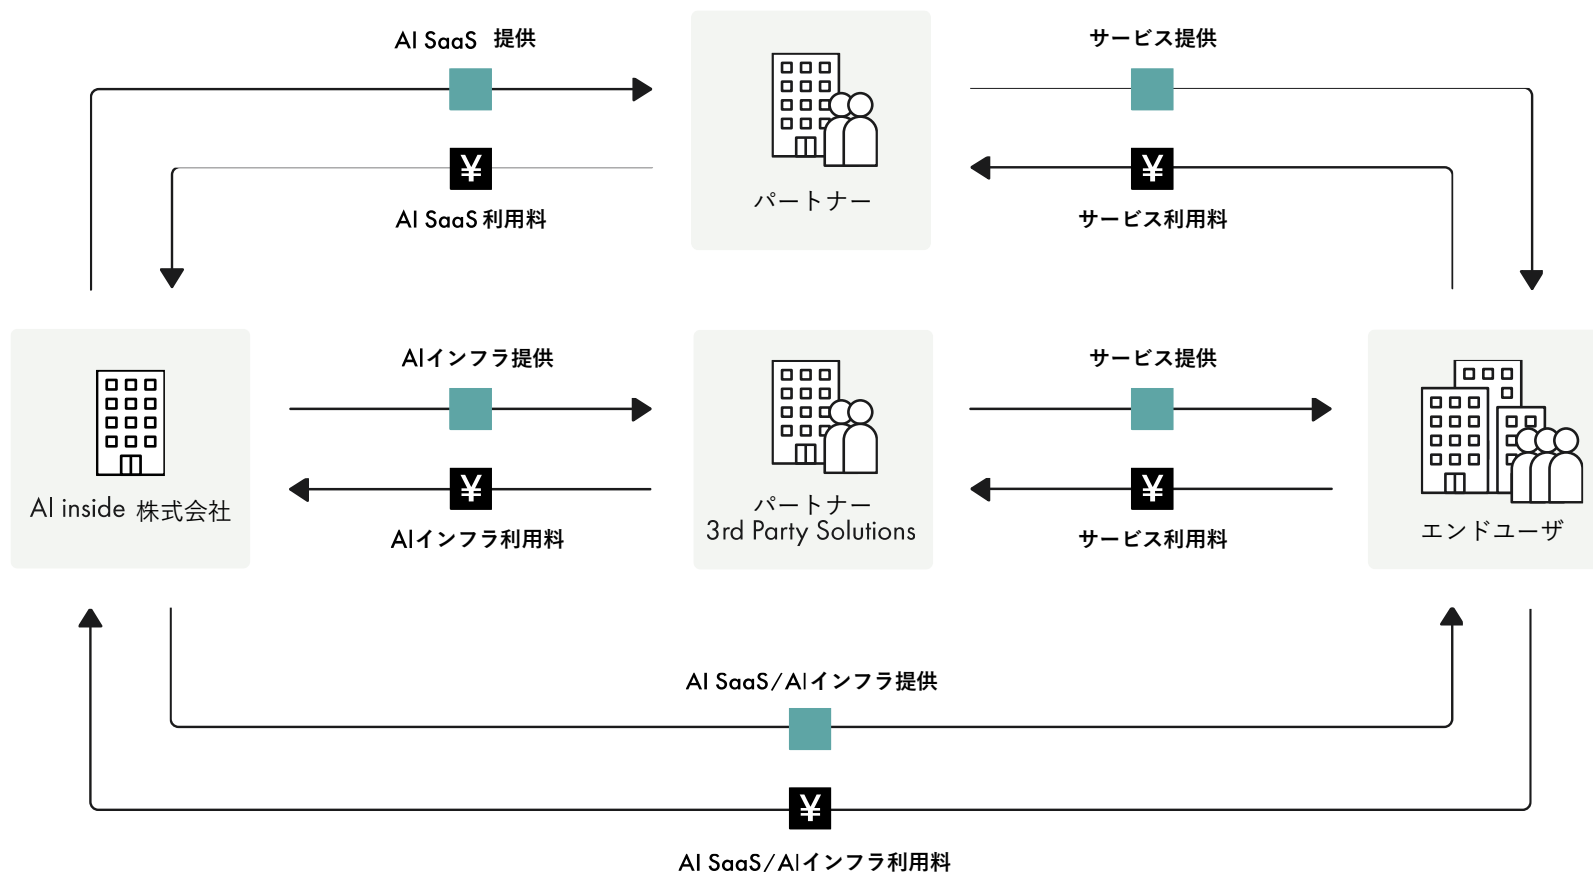 AI SaaS 提供
サービス提供
¥
¥
パートナー
AI SaaS 利用料
サービス利用料
AIインフラ提供
サービス提供
¥
¥
AI inside 株式会社
パートナー
3rd Party Solutions
エンドユーザ
AIインフラ利用料
サービス利用料
AI SaaS/AIインフラ提供
¥
AI SaaS/AIインフラ利用料